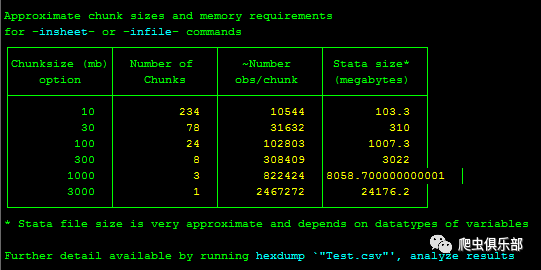 Approximate chunk sizes and memory requirements
for -insheet- or -infile- commands
Chunksize (mb) Number of ~Number Stata size*
option Chunks obs/chunk (megabytes)
10 234 10544 103.3
30 78 31632 310
100 24 102803 1007.3
300 8 308409 3022
1000 3 822424 8058.700000000001
3000 1 2467272 24176.2
* Stata file size is very approximate and depends on datatypes of variables
Further detail available by running hexdump `"Test.csv"', analyze results
爬虫俱乐部